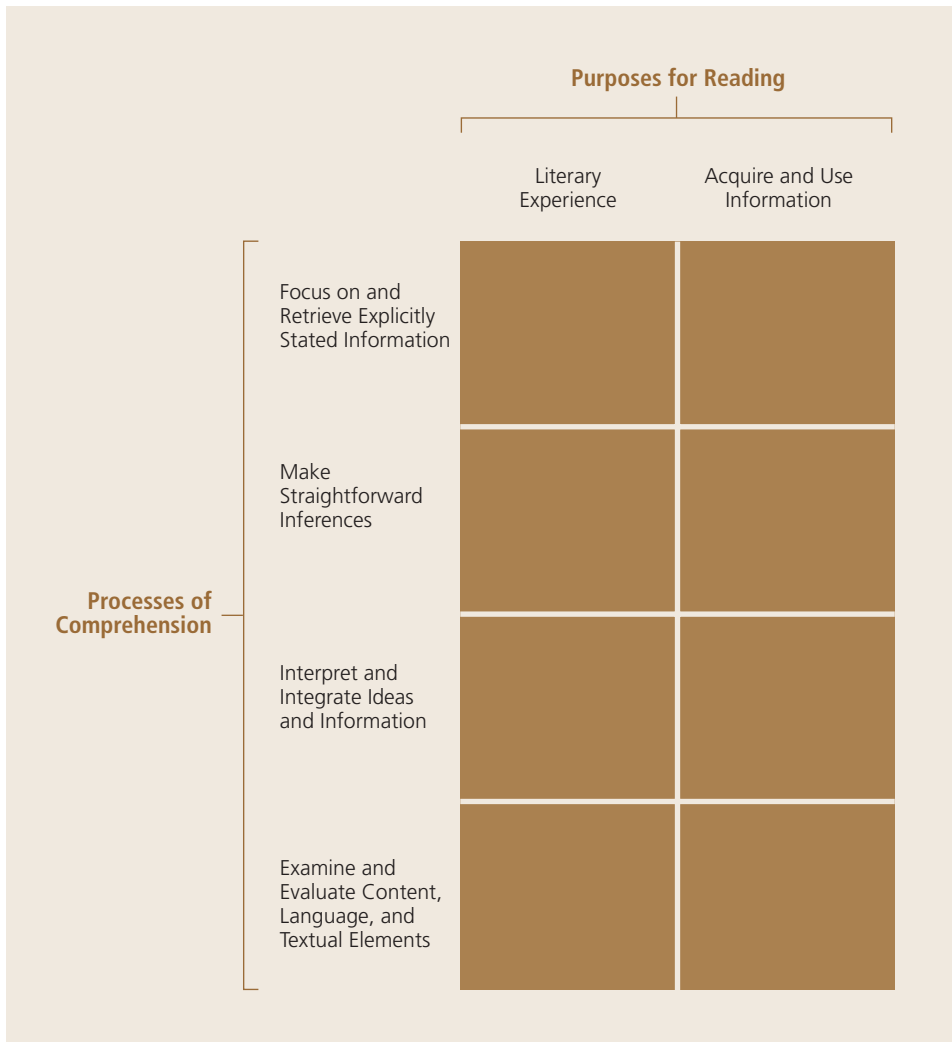 Purposes for Reading
Literary
Experience
Acquire and Use
Information
Focus on and
Retrieve Explicitly
Stated Information
Make
Straightforward
Inferences
Processes of
Comprehension
Interpret and
Integrate Ideas
and Information
Examine and
Evaluate Content,
Language, and
Textual Elements